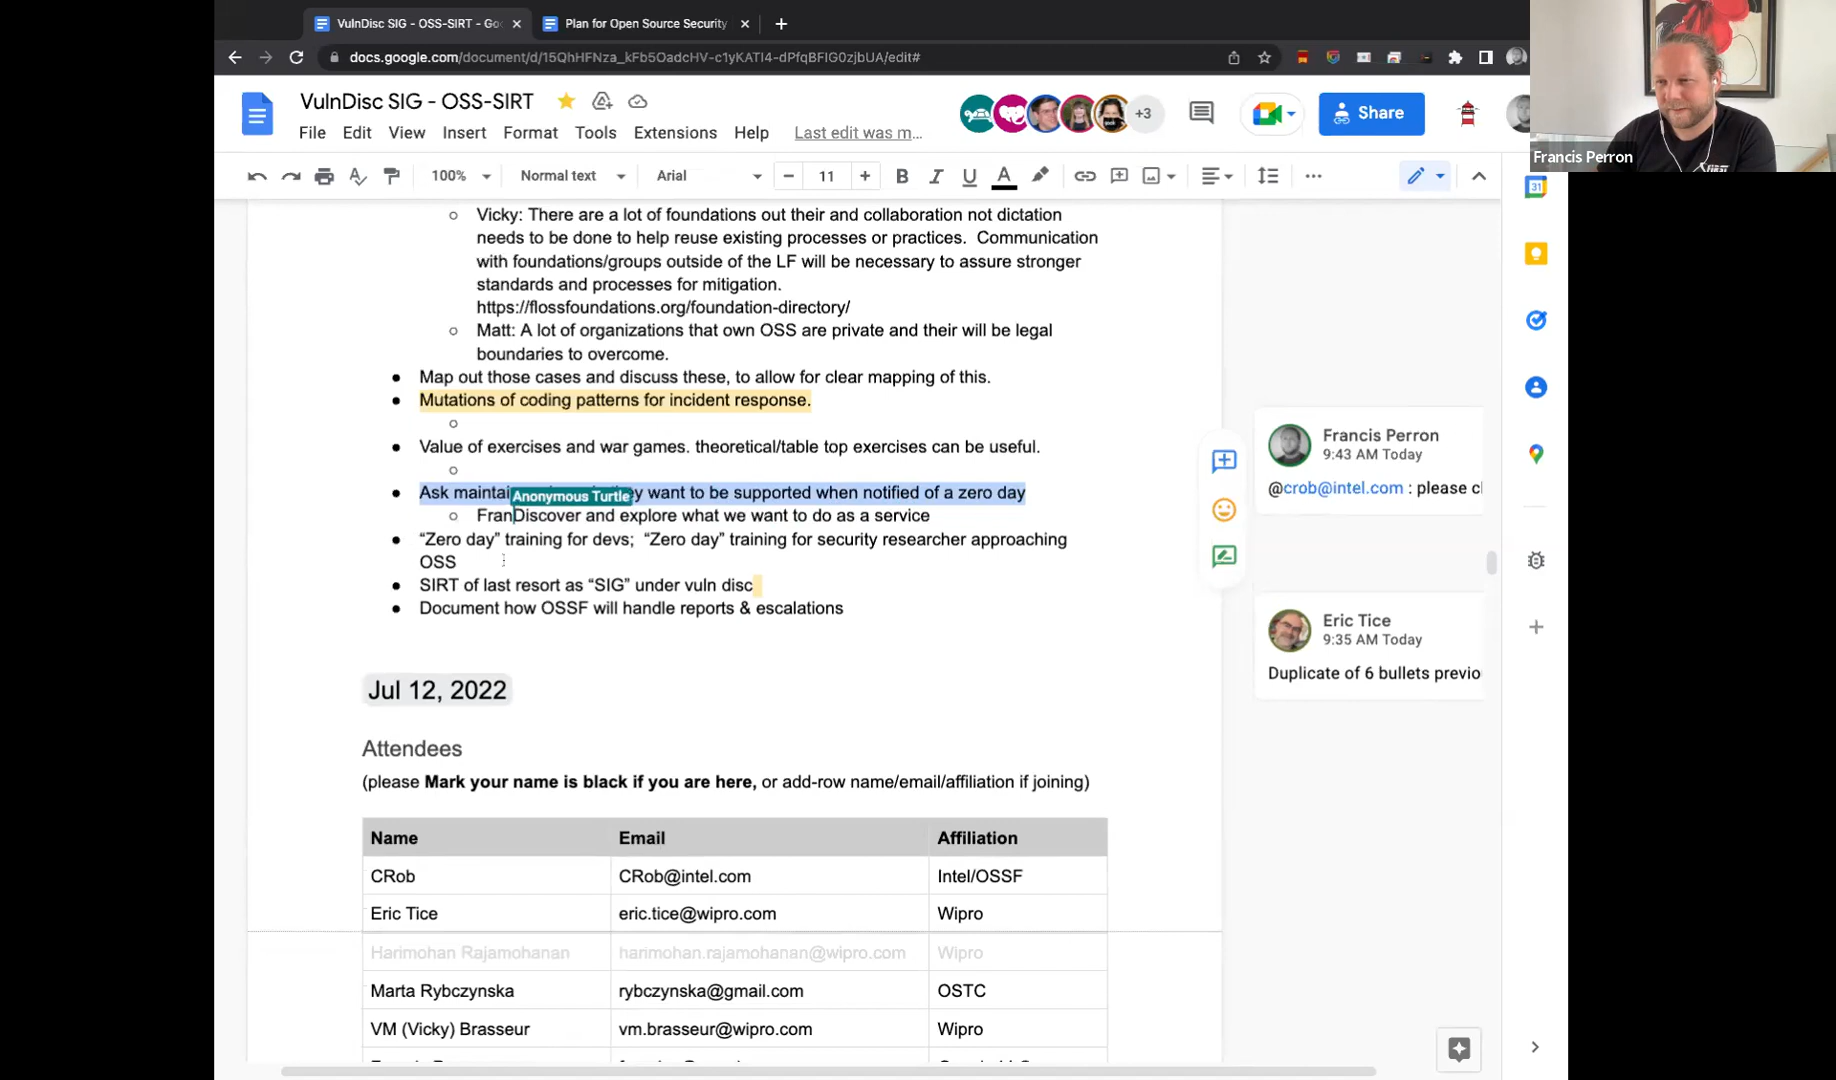 VulnDisc SIG - OSS-SIRT - Goo
Plan for Open Source Security
docs.google.com/document/d/15QhHFNza_kFb5OadcHV-c1yKATI4-dPfqBFIG0zjbUA/edit#
Francis Perron
VulnDisc SIG - OSS-SIRT
+3
Share
File Edit View Insert Format Tools Extensions Help Last edit was m...
100% Normal text Arial 11
Vicky: There are a lot of foundations out their and collaboration not dictation
needs to be done to help reuse existing processes or practices. Communication
with foundations/groups outside of the LF will be necessary to assure stronger
standards and processes for mitigation.
https://flossfoundations.org/foundation-directory/
Matt: A lot of organizations that own OSS are private and their will be legal
boundaries to overcome.
Map out those cases and discuss these, to allow for clear mapping of this.
Mutations of coding patterns for incident response.
Value of exercises and war games. theoretical/table top exercises can be useful.
Ask maintai Anonymous Turtle y want to be supported when notified of a zero day
FranDiscover and explore what we want to do as a service
“Zero day” training for devs; “Zero day” training for security researcher approaching
OSS
SIRT of last resort as “SIG” under vuln disc
Document how OSSF will handle reports & escalations
Francis Perron
9:43 AM Today
@crob@intel.com : please cl
Eric Tice
9:35 AM Today
Duplicate of 6 bullets previo
Jul 12, 2022
Attendees
(please Mark your name is black if you are here, or add-row name/email/affiliation if joining)
Name Email Affiliation
CRob CRob@intel.com Intel/OSSF
Eric Tice eric.tice@wipro.com Wipro
Harimohan Rajamohanan harimohan.rajamohanan@wipro.com Wipro
Marta Rybczynska rybczynska@gmail.com OSTC
VM (Vicky) Brasseur vm.brasseur@wipro.com Wipro